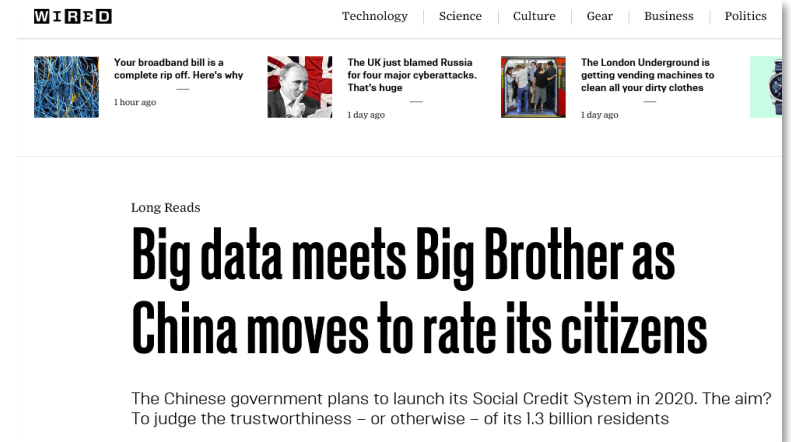 WIRED
Technology
Science
Culture
Gear
Business
Politics
Your broadband bill is a
complete rip off. Here's why
1 hour ago
The UK just blamed Russia
for four major cyberattacks.
That's huge
1 day ago
The London Underground is
getting vending machines to
clean all your dirty clothes
1 day ago
Long Reads
Big data meets Big Brother as
China moves to rate its citizens
The Chinese government plans to launch its Social Credit System in 2020. The aim?
To judge the trustworthiness – or otherwise – of its 1.3 billion residents